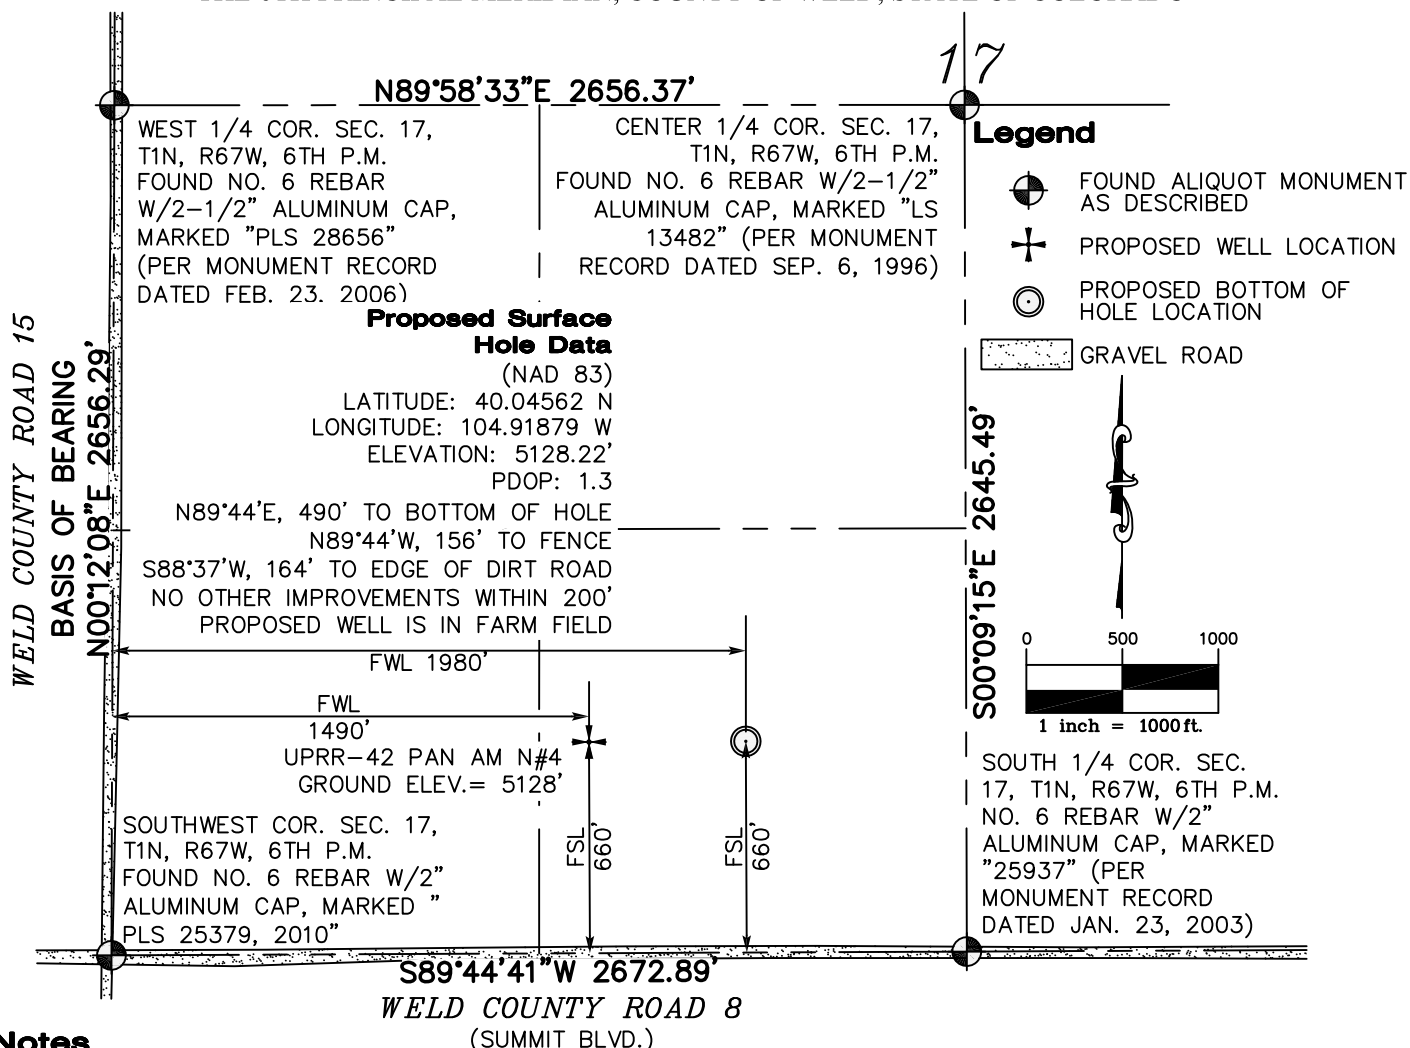 17
N89°58'33"E 2656.37'
WEST 1/4 COR. SEC. 17,
T1N, R67W, 6TH P.M.
FOUND NO. 6 REBAR
W/2-1/2" ALUMINUM CAP,
MARKED "PLS 28656"
(PER MONUMENT RECORD
DATED FEB. 23. 2006)
CENTER 1/4 COR. SEC. 17,
T1N, R67W, 6TH P.M.
FOUND NO. 6 REBAR W/2-1/2"
ALUMINUM CAP, MARKED "LS
13482" (PER MONUMENT
RECORD DATED SEP. 6, 1996)
Legend
FOUND ALIQUOT MONUMENT
AS DESCRIBED
PROPOSED WELL LOCATION
PROPOSED BOTTOM OF
HOLE LOCATION
GRAVEL ROAD
WELD COUNTY ROAD 15
BASIS OF BEARING
N00°12'08"E 2656.29'
Proposed Surface
Hole Data
(NAD 83)
LATITUDE: 40.04562 N
LONGITUDE: 104.91879 W
ELEVATION: 5128.22'
PDOP: 1.3
N89°44'E, 490' TO BOTTOM OF HOLE
N89°44'W, 156' TO FENCE
S88°37'W, 164' TO EDGE OF DIRT ROAD
NO OTHER IMPROVEMENTS WITHIN 200'
PROPOSED WELL IS IN FARM FIELD
S00°09'15"E 2645.49'
0 500 1000
1 inch = 1000 ft.
FWL 1980'
FWL
1490'
UPRR-42 PAN AM N#4
GROUND ELEV.= 5128'
FSL
660'
FSL
660'
SOUTHWEST COR. SEC. 17,
T1N, R67W, 6TH P.M.
FOUND NO. 6 REBAR W/2"
ALUMINUM CAP, MARKED "
PLS 25379, 2010"
SOUTH 1/4 COR. SEC.
17, T1N, R67W, 6TH P.M.
NO. 6 REBAR W/2"
ALUMINUM CAP, MARKED
"25937" (PER
MONUMENT RECORD
DATED JAN. 23, 2003)
S89°44'41"W 2672.89'
WELD COUNTY ROAD 8
(SUMMIT BLVD.)
Notes